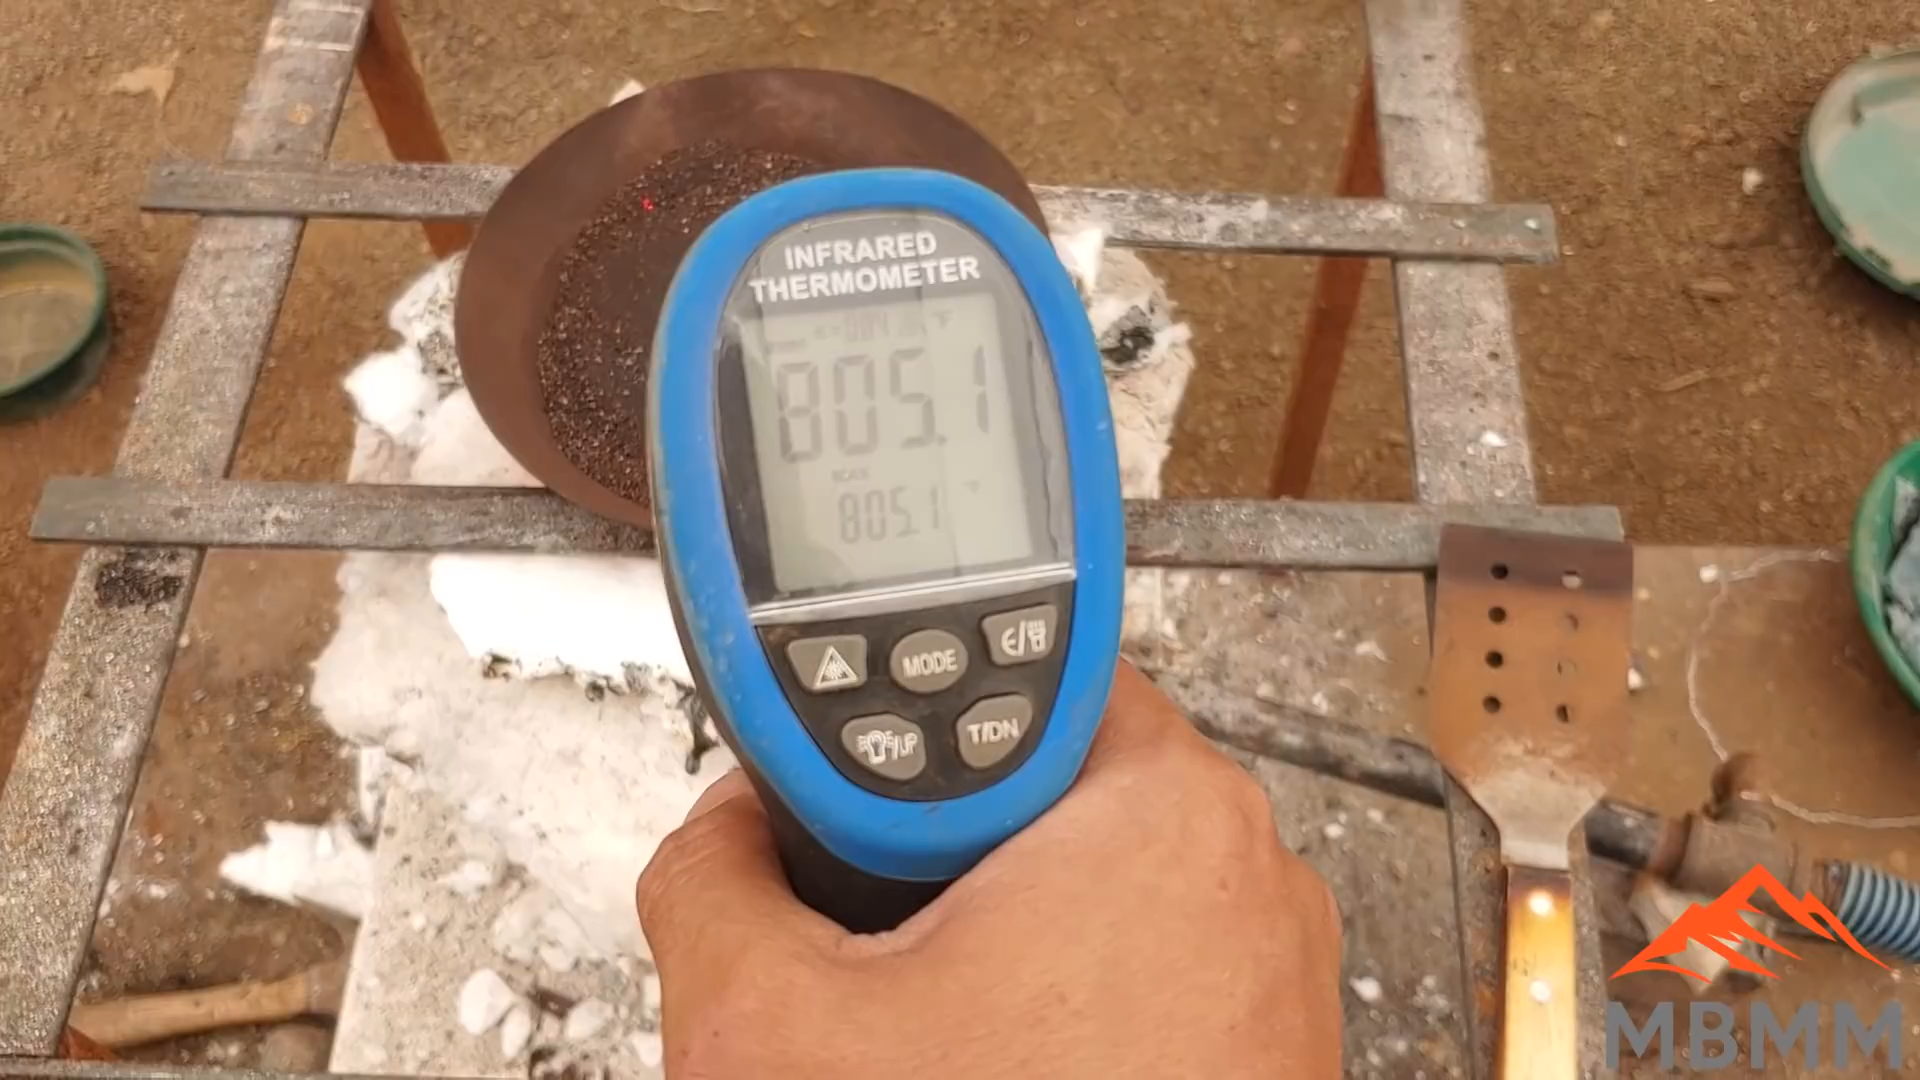 INFRARED
THERMOMETER
805.1
805.1
MODE
T/DN
MBMM